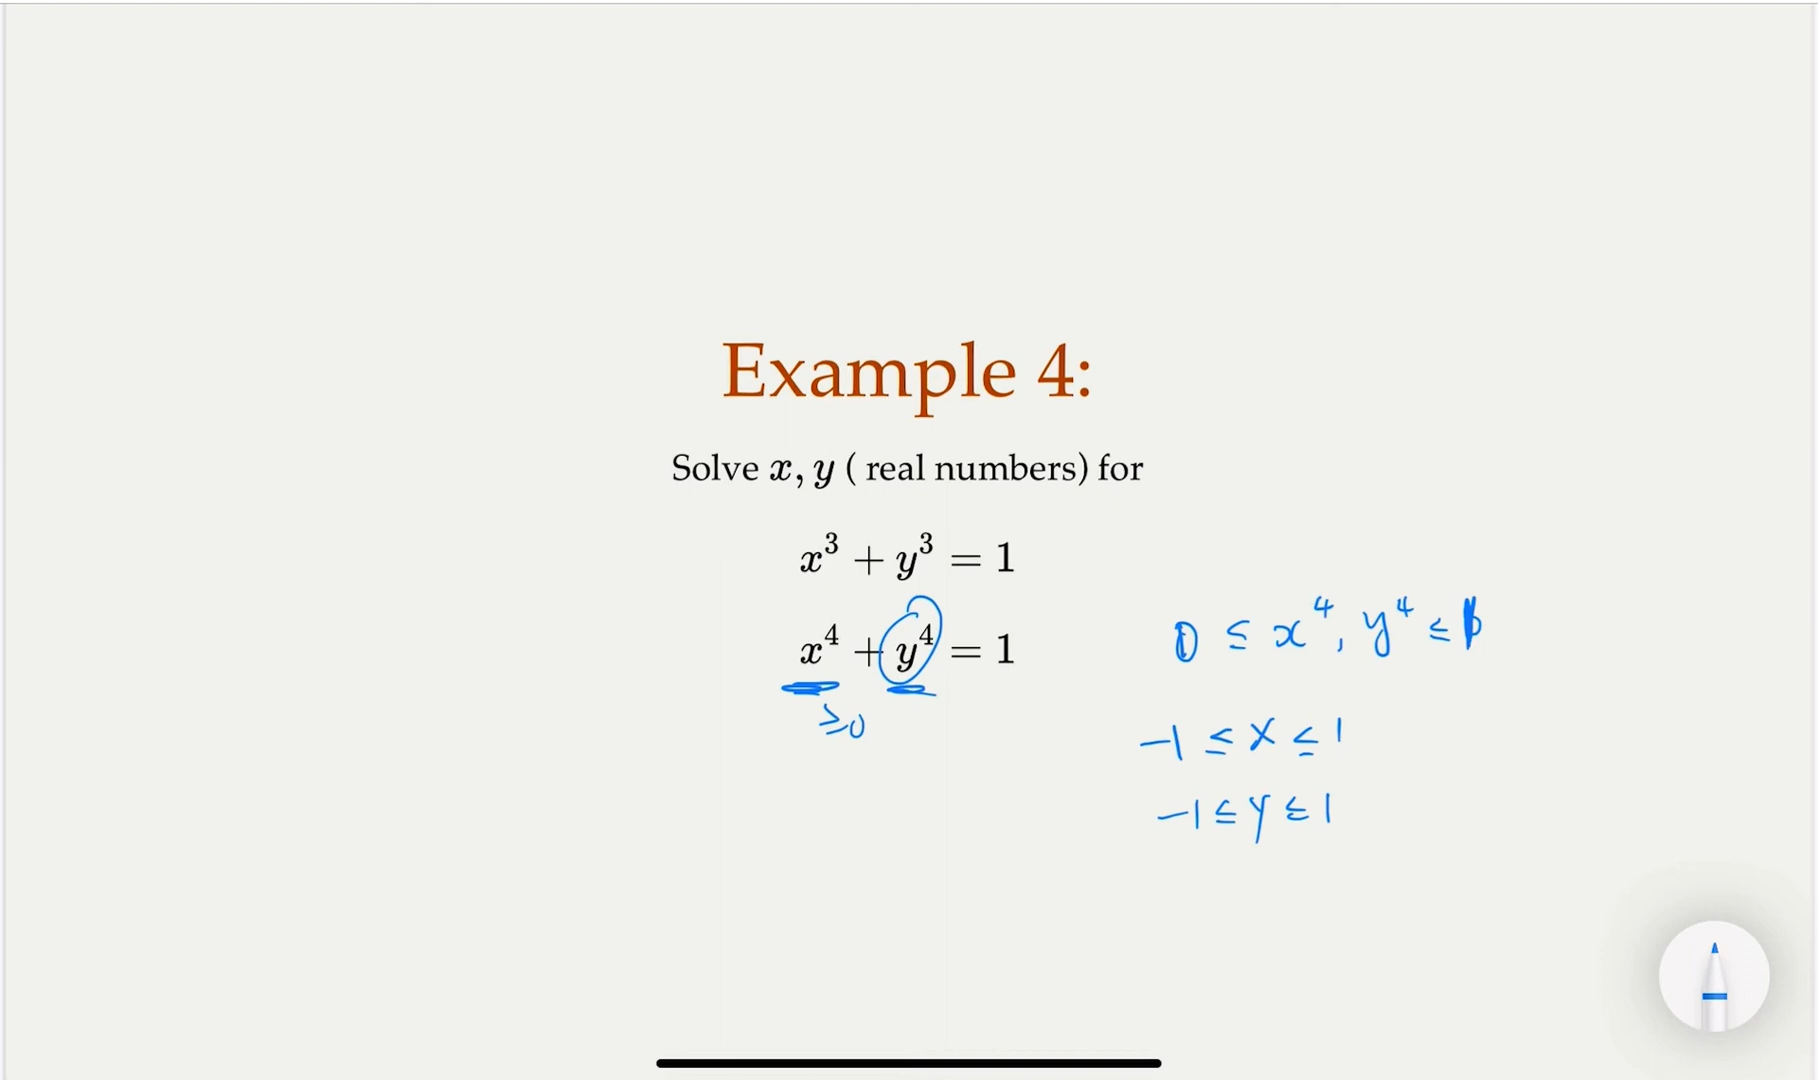 Example 4:
Solve x, y ( real numbers) for
x³ + y³ = 1
x⁴ + y⁴ = 1
≥0
0 ≤ x⁴, y⁴ ≤ 1
-1 ≤ x ≤ 1
-1 ≤ y ≤ 1